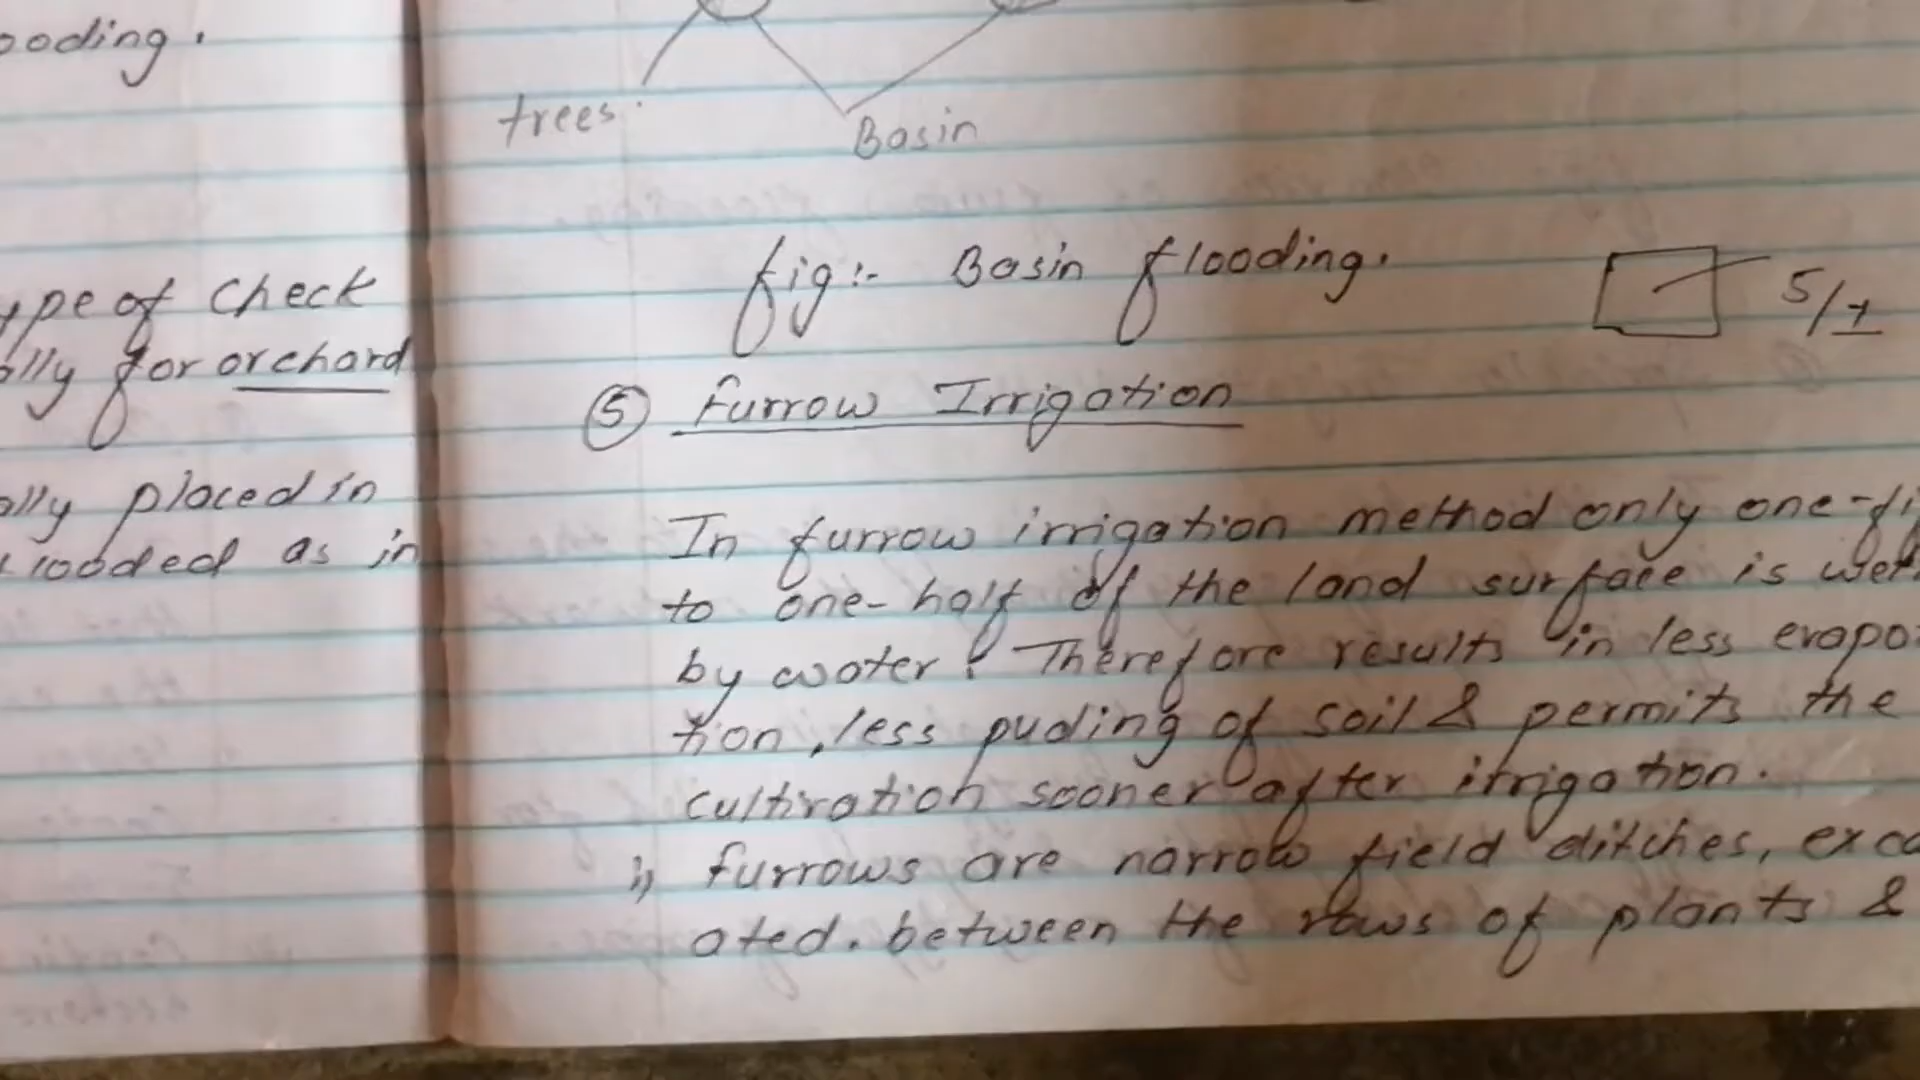 ooding.
ype of check
ally for orchard
ally placed in
flooded as in
trees.
Basin
fig:- Basin flooding.
5/1
⑤ Furrow Irrigation
In furrow irrigation method only one-fi
to one-half of the land surface is wet
by water. Therefore results in less evapo
tion, less puding of soil & permits the
cultivation sooner after irrigation.
ii) furrows are narrow field ditches, exca
ated. between the rows of plants &